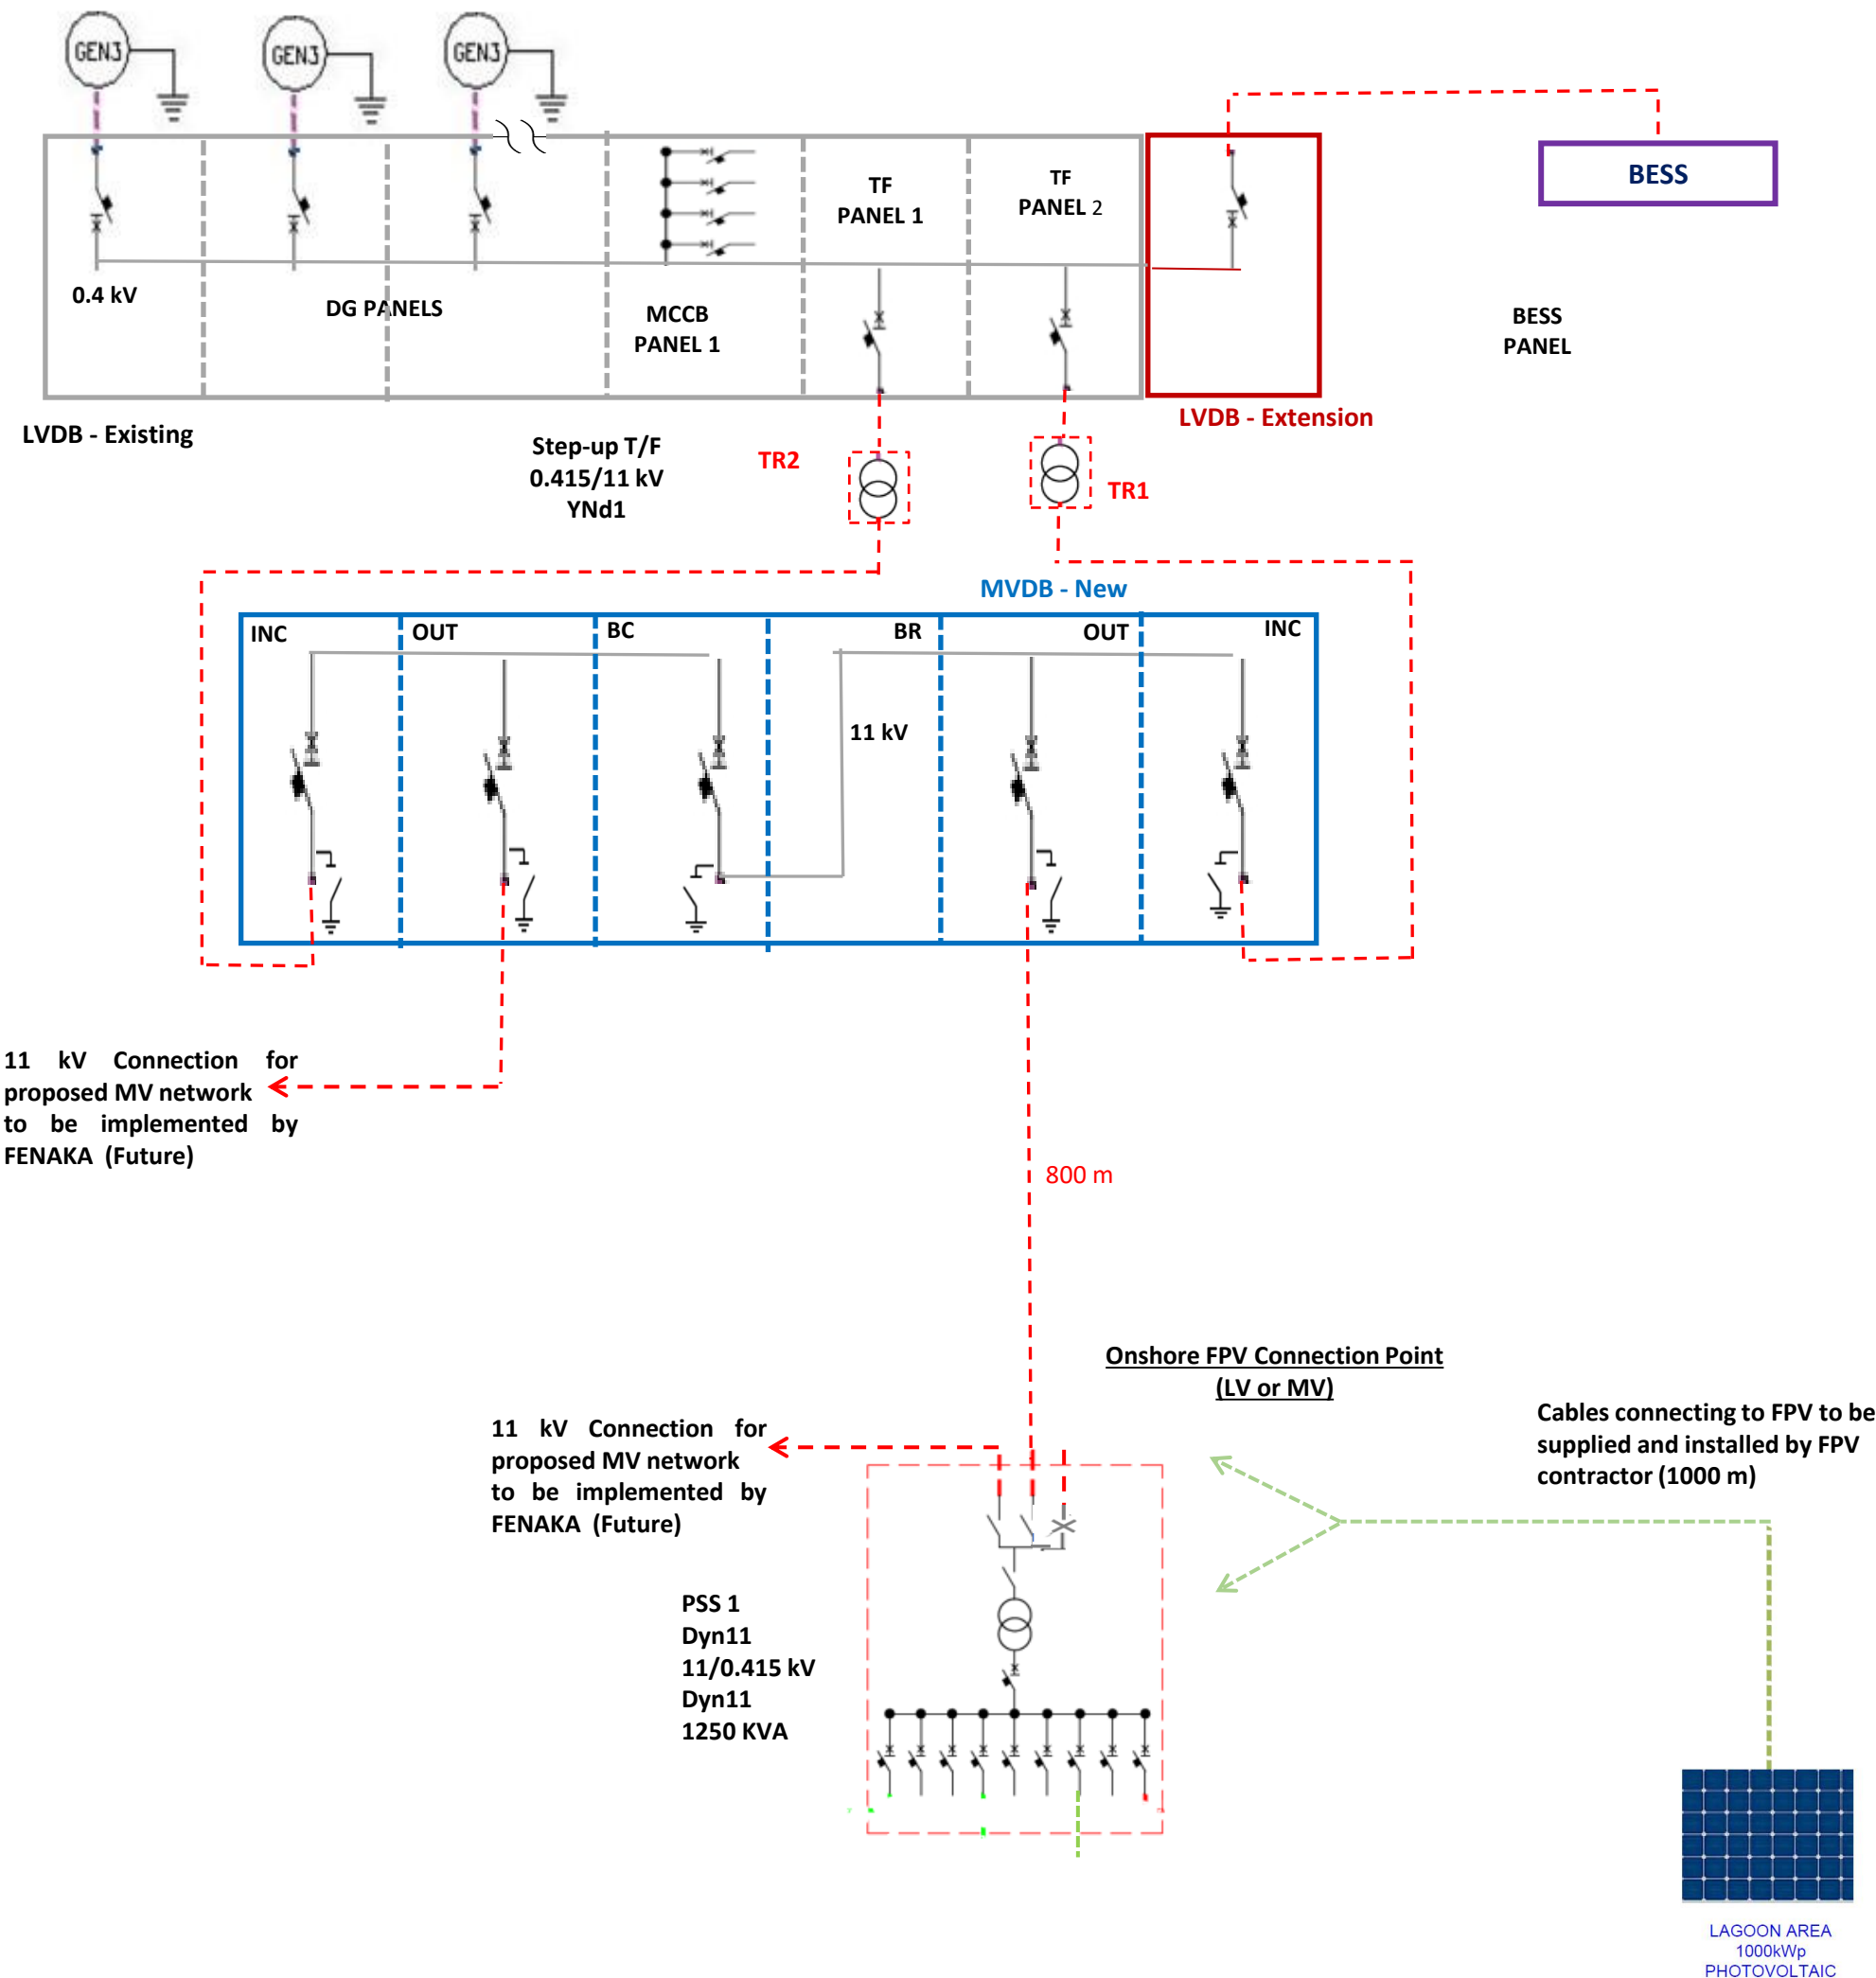 GEN3
GEN3
GEN3
BESS
TF
PANEL 1
TF
PANEL 2
0.4 kV
DG PANELS
MCCB
PANEL 1
BESS
PANEL
LVDB - Existing
LVDB - Extension
Step-up T/F
0.415/11 kV
YNd1
TR2
TR1
MVDB - New
INC
OUT
BC
BR
OUT
INC
11 kV
11 kV Connection for
proposed MV network
to be implemented by
FENAKA (Future)
800 m
Onshore FPV Connection Point
(LV or MV)
Cables connecting to FPV to be
supplied and installed by FPV
contractor (1000 m)
11 kV Connection for
proposed MV network
to be implemented by
FENAKA (Future)
PSS 1
Dyn11
11/0.415 kV
Dyn11
1250 KVA
LAGOON AREA
1000kWp
PHOTOVOLTAIC